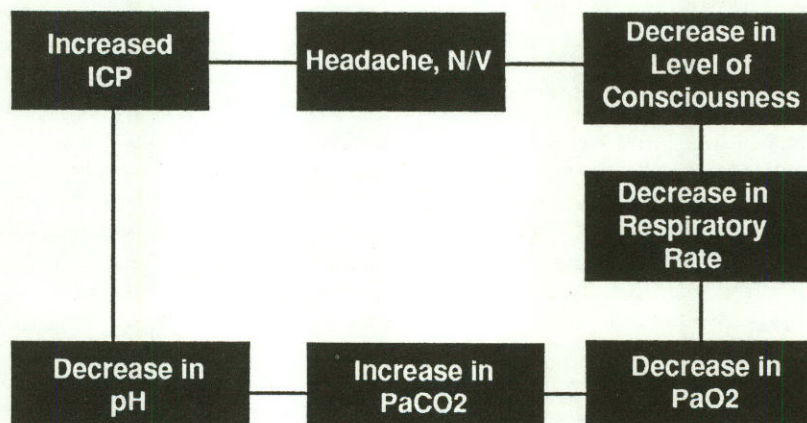 Increased
ICP
Headache, N/V
Decrease in
Level of
Consciousness
Decrease in
Respiratory
Rate
Decrease in
pH
Increase in
PaCO2
Decrease in
PaO2